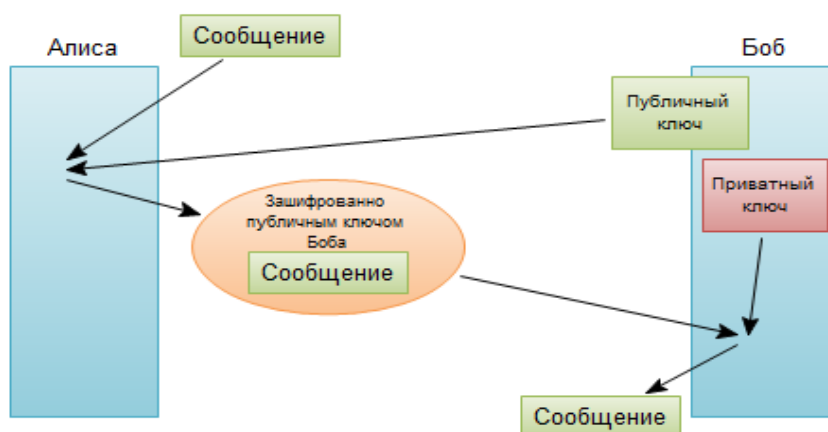 Алиса
Сообщение
Боб
Публичный
ключ
Приватный
ключ
Зашифрованно
публичным ключом
Боба
Сообщение
Сообщение